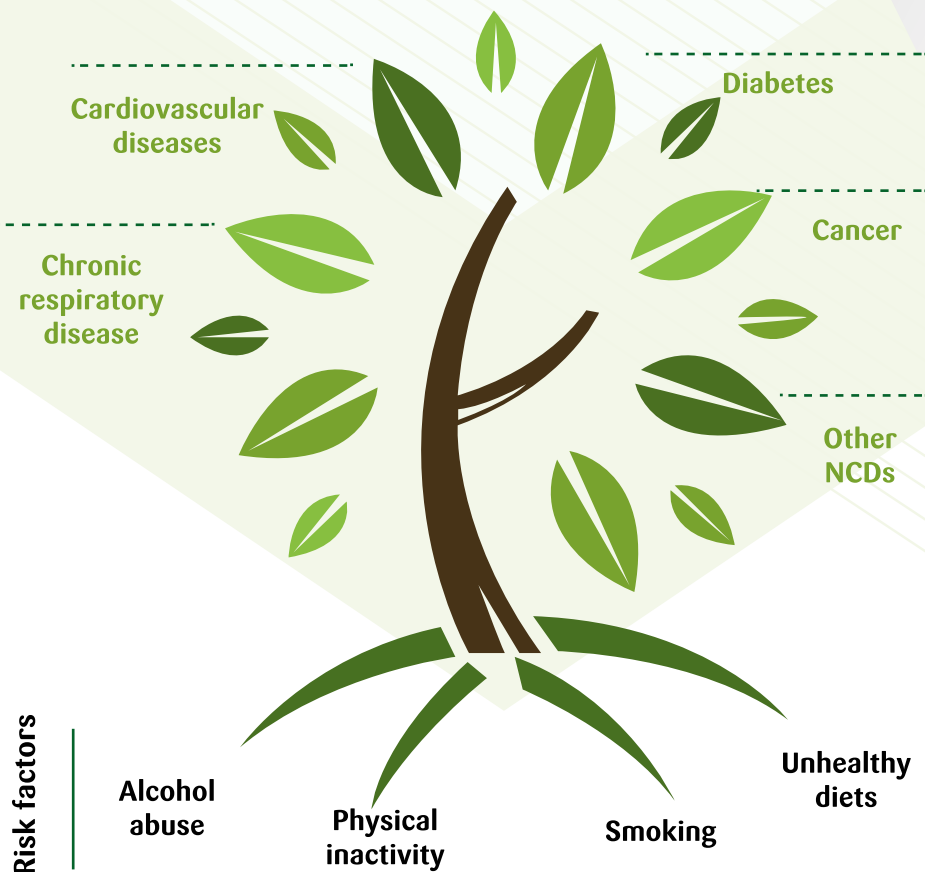 Cardiovascular
diseases
Diabetes
Chronic
respiratory
disease
Cancer
Other
NCDs
Risk factors
Alcohol
abuse
Physical
inactivity
Smoking
Unhealthy
diets